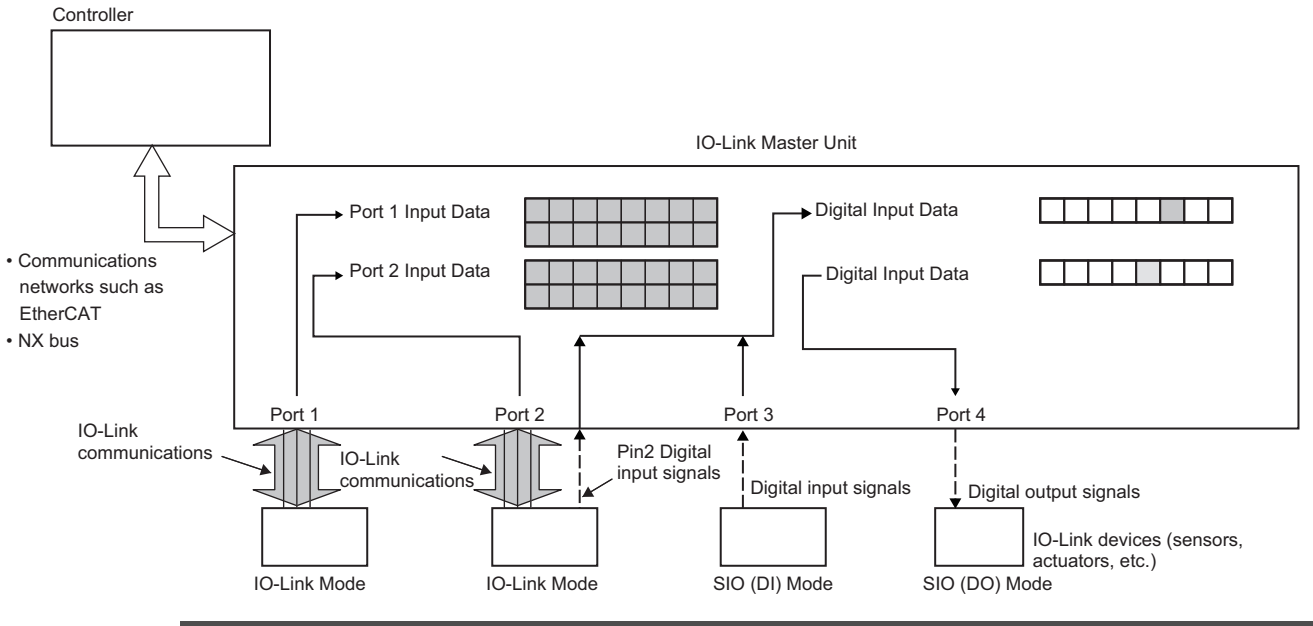 Controller
IO-Link Master Unit
Port 1 Input Data
Digital Input Data
• Communications
networks such as
EtherCAT
• NX bus
Port 2 Input Data
Digital Input Data
Port 1
Port 2
Port 3
Port 4
IO-Link
communications
IO-Link
communications
Pin2 Digital
input signals
Digital input signals
Digital output signals
IO-Link devices (sensors,
actuators, etc.)
IO-Link Mode
IO-Link Mode
SIO (DI) Mode
SIO (DO) Mode